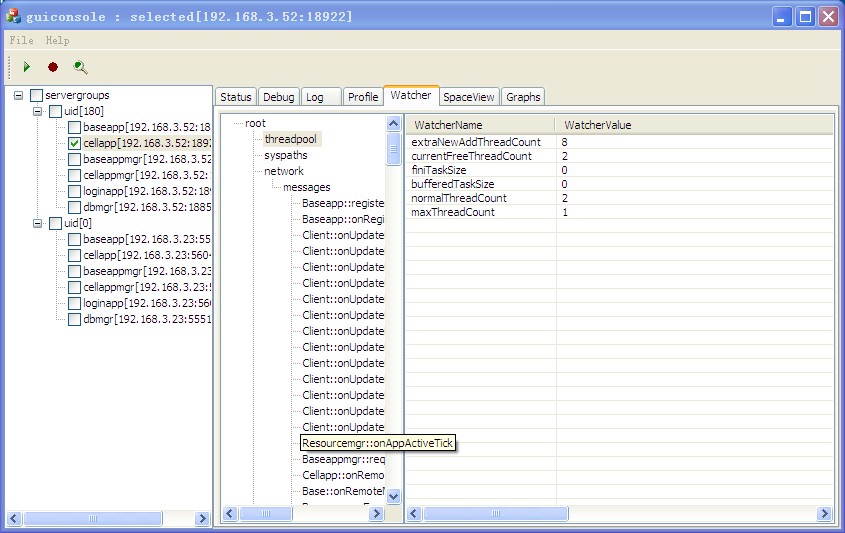 guiconsole : selected[192.168.3.52:18922]
File Help
Status Debug Log Profile Watcher SpaceView Graphs
servergroups
uid[180]
baseapp[192.168.3.52:18
cellapp[192.168.3.52:1892
baseappmgr[192.168.3.52
cellappmgr[192.168.3.52:
loginapp[192.168.3.52:189
dbmgr[192.168.3.52:1885
uid[0]
baseapp[192.168.3.23:55
cellapp[192.168.3.23:560
baseappmgr[192.168.3.23
cellappmgr[192.168.3.23:
loginapp[192.168.3.23:560
dbmgr[192.168.3.23:5551
root
threadpool
syspaths
network
messages
Baseapp::registe
Baseapp::onRegi
Client::onUpdate
Client::onUpdate
Client::onUpdate
Client::onUpdate
Client::onUpdate
Client::onUpdate
Client::onUpdate
Client::onUpdate
Client::onUpdate
Client::onUpdate
Client::onUpdate
Client::onUpdate
Client::onUpdate
Resourcemgr::onAppActiveTick
Baseappmgr::req
Cellapp::onRemo
Base::onRemoteM
WatcherName WatcherValue
extraNewAddThreadCount 8
currentFreeThreadCount 2
finiTaskSize 0
bufferedTaskSize 0
normalThreadCount 2
maxThreadCount 1